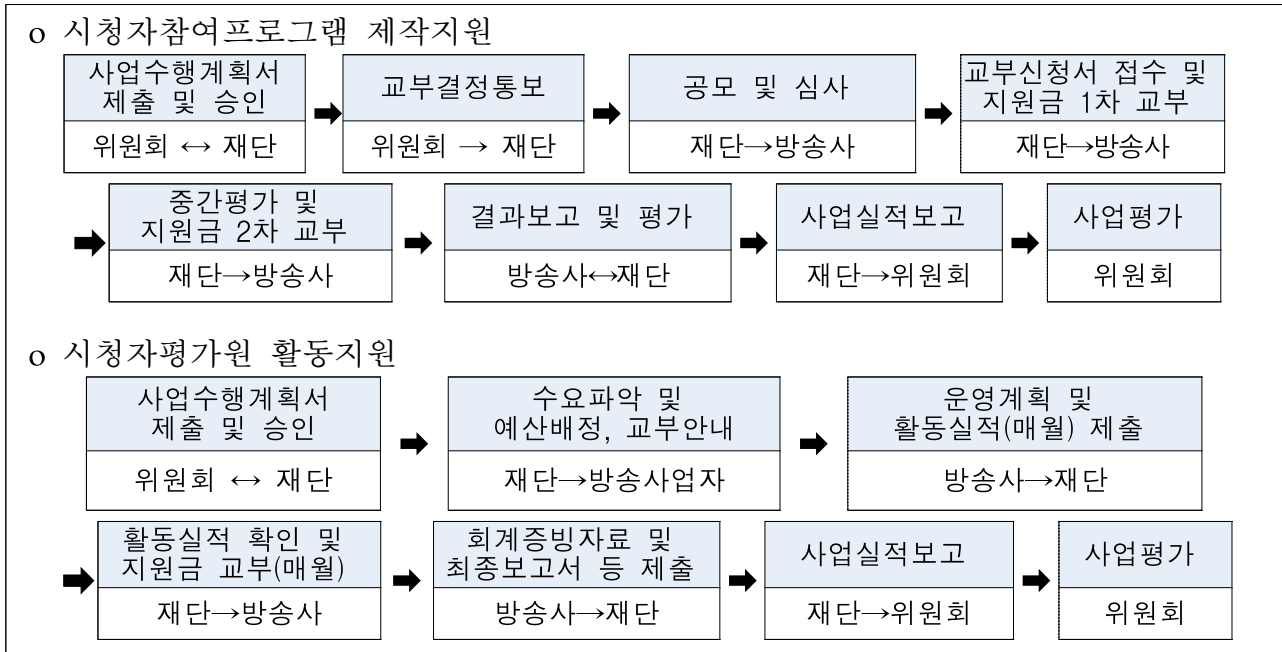 o 시청자참여프로그램 제작지원
사업수행계획서
제출 및 승인
위원회 ↔ 재단
교부결정통보
위원회 → 재단
공모 및 심사
재단→방송사
교부신청서 접수 및
지원금 1차 교부
재단→방송사
중간평가 및
지원금 2차 교부
재단→방송사
결과보고 및 평가
방송사↔재단
사업실적보고
재단→위원회
사업평가
위원회
o 시청자평가원 활동지원
사업수행계획서
제출 및 승인
위원회 ↔ 재단
수요파악 및
예산배정, 교부안내
재단→방송사업자
운영계획 및
활동실적(매월) 제출
방송사→재단
활동실적 확인 및
지원금 교부(매월)
재단→방송사
회계증빙자료 및
최종보고서 등 제출
방송사→재단
사업실적보고
재단→위원회
사업평가
위원회